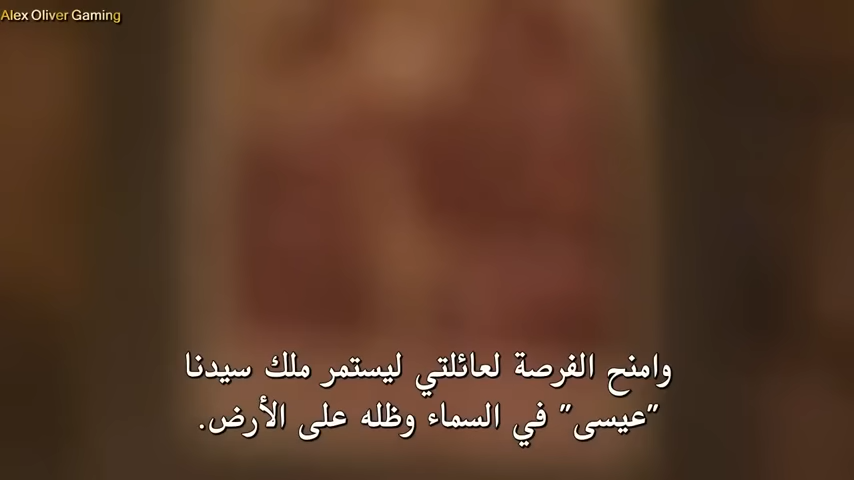 Alex Oliver Gaming
وامنح الفرصة لعائلتي ليستمر ملك سيدنا
”عيسى” في السماء وظله على الأرض.